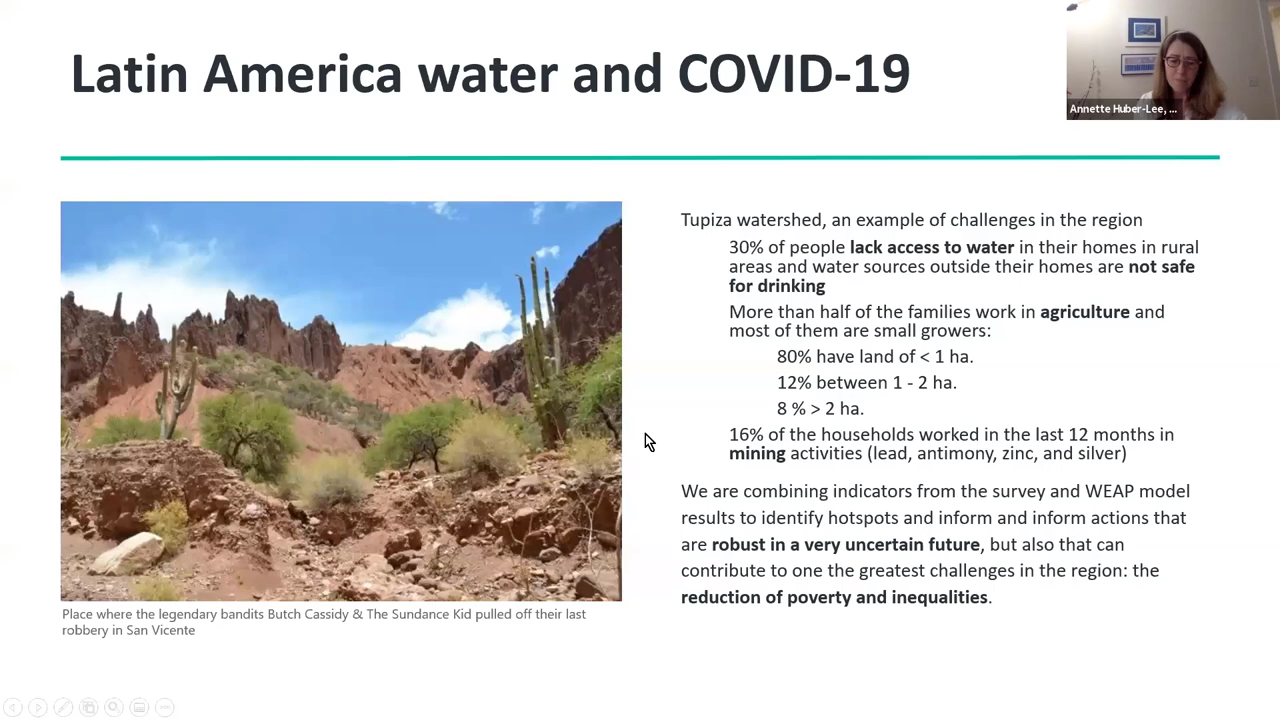 Latin America water and COVID-19
Annette Huber-Lee, ...
Tupiza watershed, an example of challenges in the region
30% of people lack access to water in their homes in rural
areas and water sources outside their homes are not safe
for drinking
More than half of the families work in agriculture and
most of them are small growers:
80% have land of < 1 ha.
12% between 1 - 2 ha.
8 % > 2 ha.
16% of the households worked in the last 12 months in
mining activities (lead, antimony, zinc, and silver)
We are combining indicators from the survey and WEAP model
results to identify hotspots and inform and inform actions that
are robust in a very uncertain future, but also that can
contribute to one the greatest challenges in the region: the
reduction of poverty and inequalities.
Place where the legendary bandits Butch Cassidy & The Sundance Kid pulled off their last
robbery in San Vicente